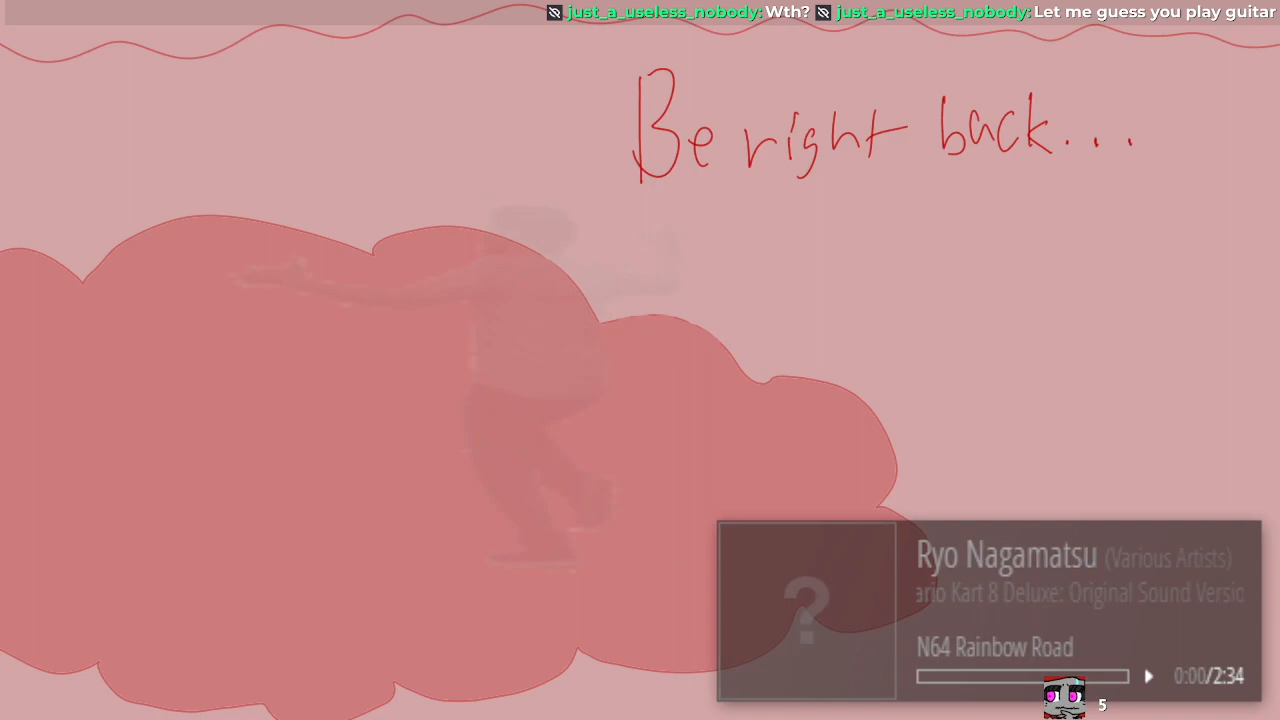 just_a_useless_nobody: Wth? just_a_useless_nobody: Let me guess you play guitar
Be right back...
?
Ryo Nagamatsu (Various Artists)
ario Kart 8 Deluxe: Original Sound Versio
N64 Rainbow Road
0:00/2:34
5